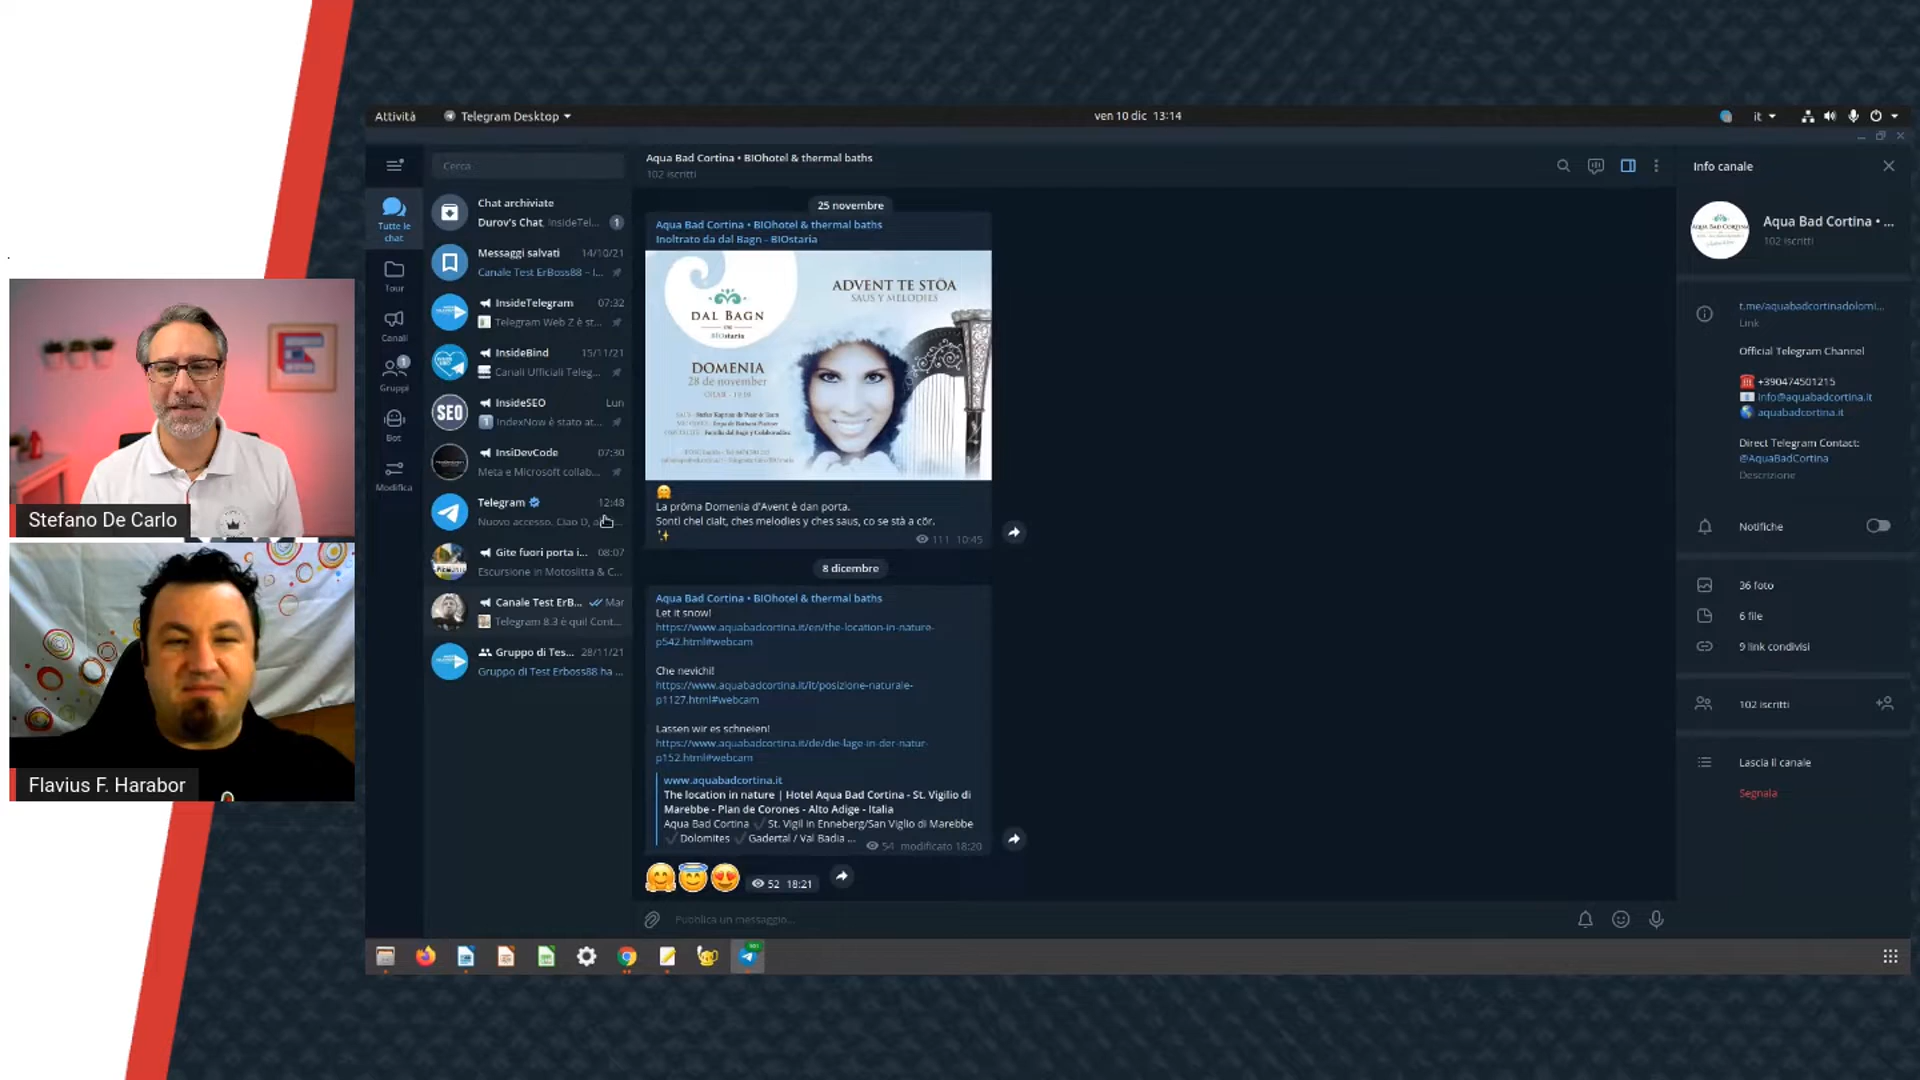 Attività
Telegram Desktop
ven 10 dic 13:14
it
Cerca
Tutte le
chat
Tour
Canali
1
Gruppi
Bot
Modifica
Chat archiviate
Durov's Chat, InsideTel...
1
Messaggi salvati
14/10/21
Canale Test ErBoss88 – I...
InsideTelegram
07:32
Telegram Web Z è st...
InsideBind
15/11/21
Canali Ufficiali Teleg...
SEO
InsideSEO
Lun
IndexNow è stato at...
InsiDevCode
07:30
Meta e Microsoft collab...
Telegram
12:48
Nuovo accesso. Ciao D, a
Gite fuori porta i...
08:07
Escursione in Motoslitta & C...
Canale Test ErB...
Mar
Telegram 8.3 è qui! Cont...
Gruppo di Tes...
28/11/21
Gruppo di Test Erboss88 ha ...
Aqua Bad Cortina • BIOhotel & thermal baths
102 iscritti
25 novembre
Aqua Bad Cortina • BIOhotel & thermal baths
Inoltrato da dal Bagn - BIOstaria
DAL BAGN
BIOstaria
ADVENT TE STÖA
SAUS Y MELODIES
DOMENIA
28 de november
La pröma Domenia d'Avent è dan porta.
Sontì chel cialt, ches melodies y ches saus, co se stà a cör.
111 10:45
8 dicembre
Aqua Bad Cortina • BIOhotel & thermal baths
Let it snow!
https://www.aquabadcortina.it/en/the-location-in-nature-
p542.html#webcam
Che nevichi!
https://www.aquabadcortina.it/it/posizione-naturale-
p1127.html#webcam
Lassen wir es schneien!
https://www.aquabadcortina.it/de/die-lage-in-der-natur-
p152.html#webcam
www.aquabadcortina.it
The location in nature | Hotel Aqua Bad Cortina - St. Vigilio di
Marebbe - Plan de Corones - Alto Adige - Italia
Aqua Bad Cortina ✓ St. Vigil in Enneberg/San Viglio di Marebbe
✓ Dolomites ✓ Gadertal / Val Badia ...
54 modificato 18:20
52 18:21
Pubblica un messaggio...
Info canale
Aqua Bad Cortina • ...
102 iscritti
t.me/aquabadcortinadolomi...
Link
Official Telegram Channel
+390474501215
info@aquabadcortina.it
aquabadcortina.it
Direct Telegram Contact:
@AquaBadCortina
Descrizione
Notifiche
36 foto
6 file
9 link condivisi
102 iscritti
Lascia il canale
Segnala
Stefano De Carlo
Flavius F. Harabor